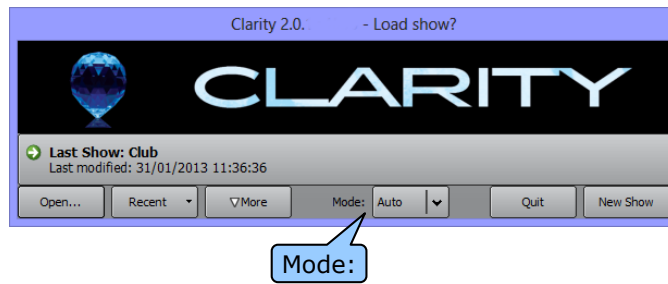 Clarity 2.0. - Load show?
CLARITY
Last Show: Club
Last modified: 31/01/2013 11:36:36
Open... Recent ▽More Mode: Auto Quit New Show
Mode: